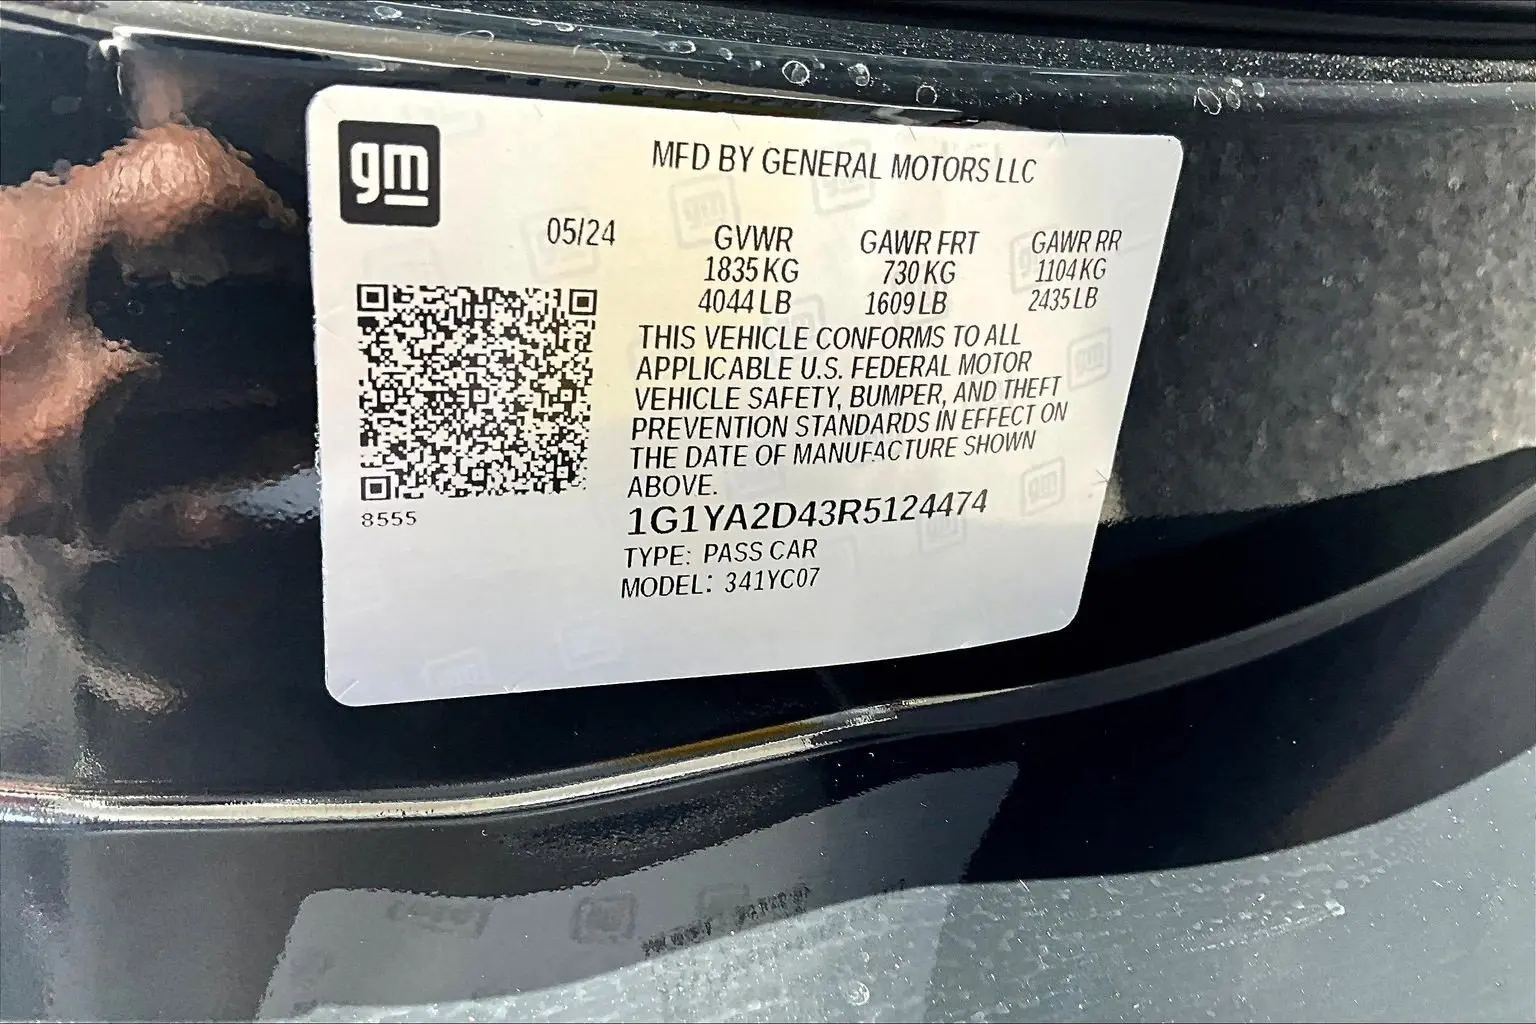 gm
MFD BY GENERAL MOTORS LLC
05/24 GVWR GAWR FRT GAWR RR
1835 KG 730 KG 1104 KG
4044 LB 1609 LB 2435 LB
THIS VEHICLE CONFORMS TO ALL
APPLICABLE U.S. FEDERAL MOTOR
VEHICLE SAFETY, BUMPER, AND THEFT
PREVENTION STANDARDS IN EFFECT ON
THE DATE OF MANUFACTURE SHOWN
ABOVE.
8555
1G1YA2D43R5124474
TYPE: PASS CAR
MODEL: 341YC07